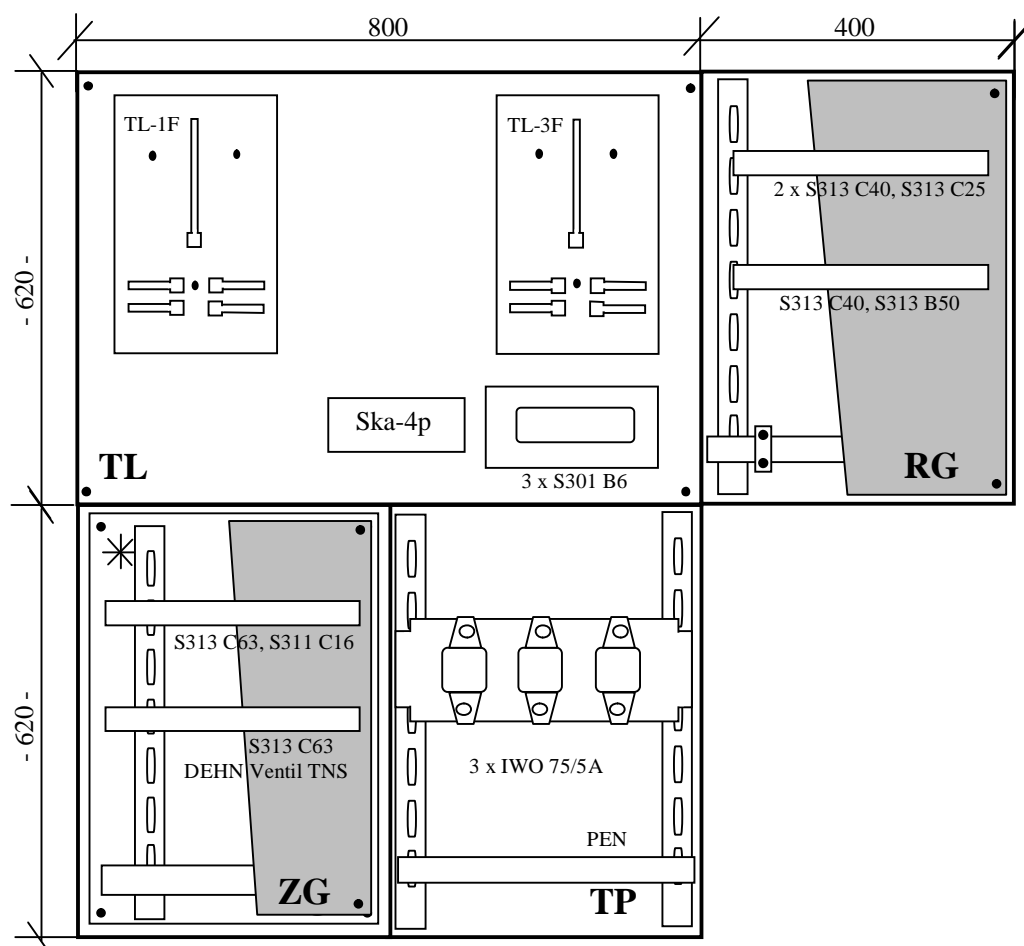 800
400
TL-1F
TL-3F
2 x S313 C40, S313 C25
- 620 -
S313 C40, S313 B50
Ska-4p
TL
RG
3 x S301 B6
S313 C63, S311 C16
- 620 -
S313 C63
DEHN Ventil TNS
3 x IWO 75/5A
PEN
ZG
TP